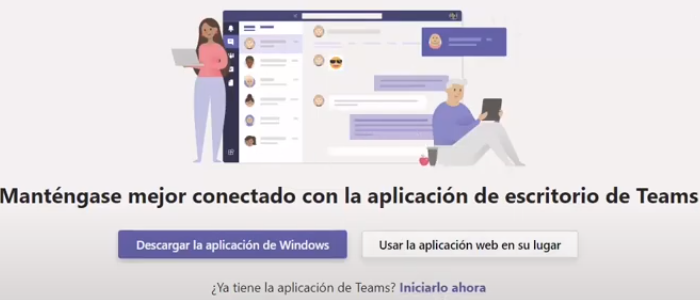 Manténgase mejor conectado con la aplicación de escritorio de Teams
Descargar la aplicación de Windows
Usar la aplicación web en su lugar
¿Ya tiene la aplicación de Teams? Iniciarlo ahora